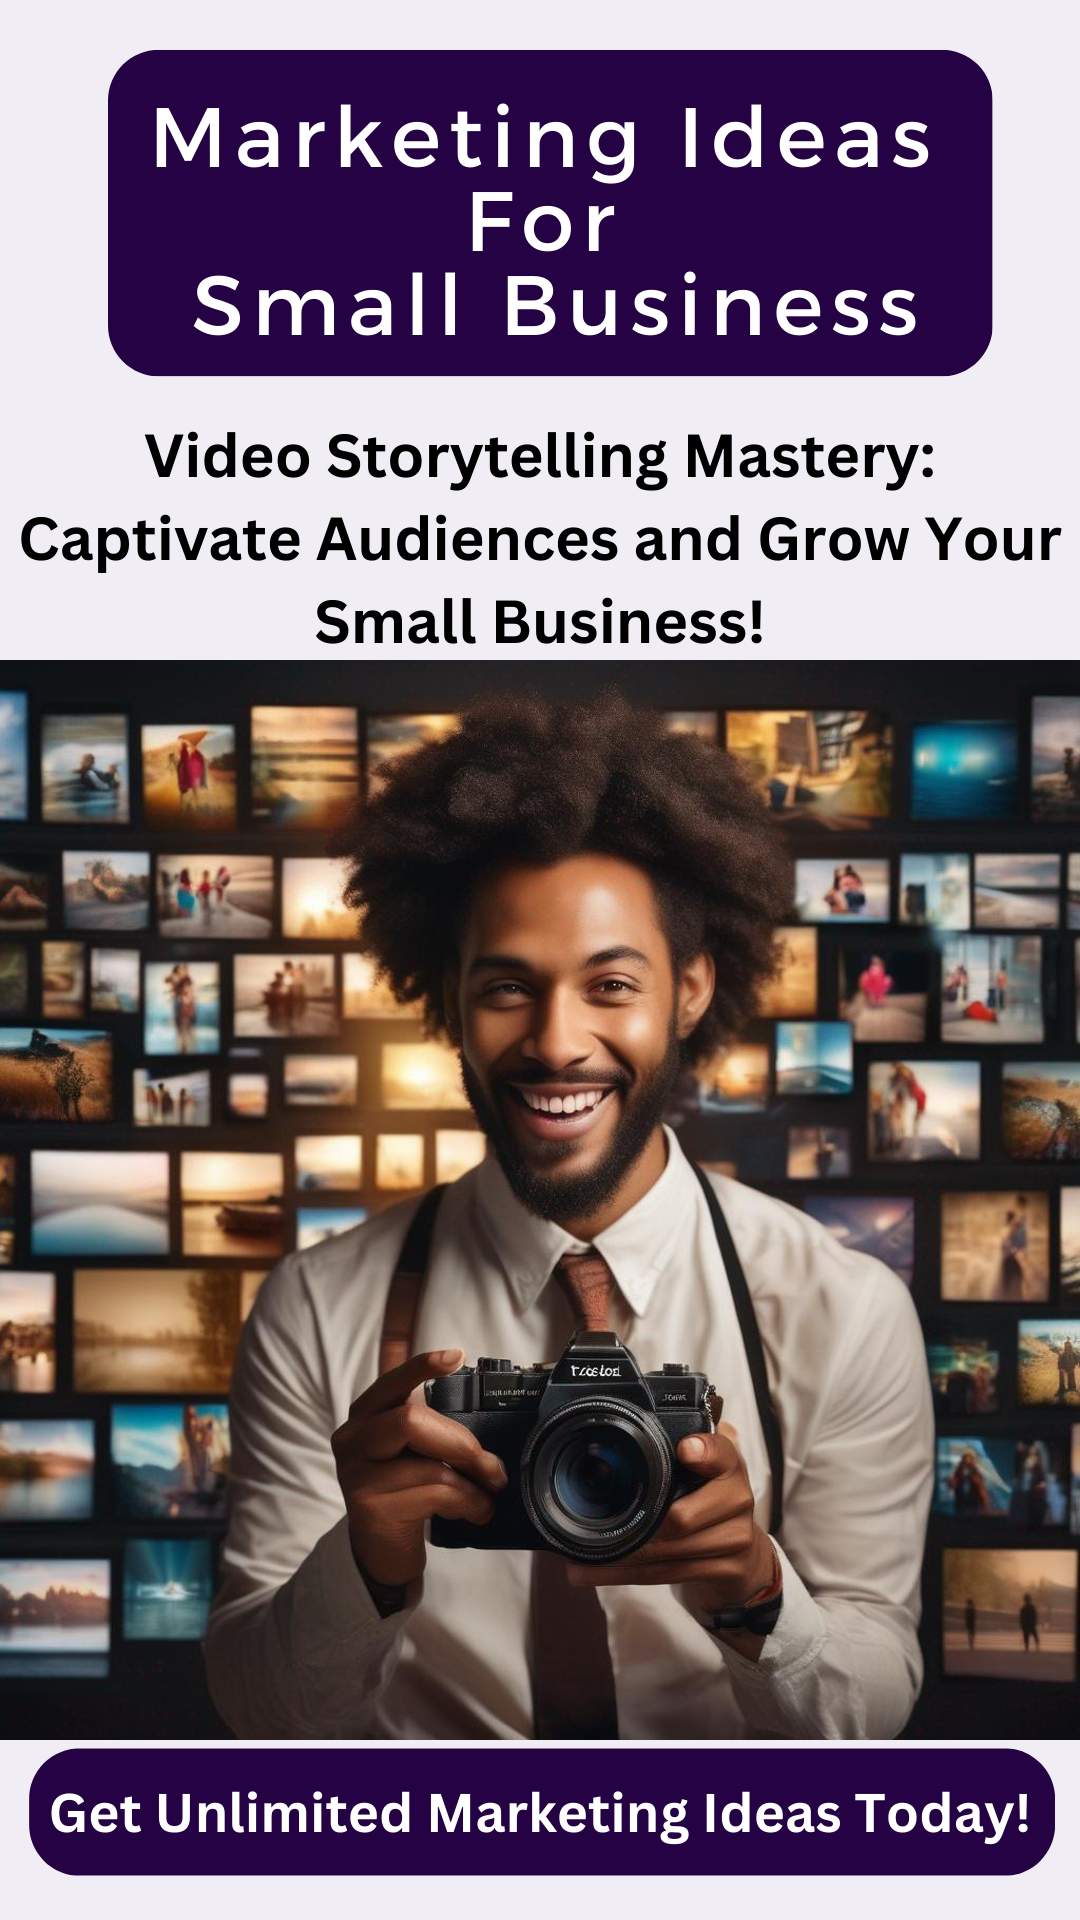 Marketing Ideas
For
Small Business
Video Storytelling Mastery:
Captivate Audiences and Grow Your
Small Business!
Get Unlimited Marketing Ideas Today!